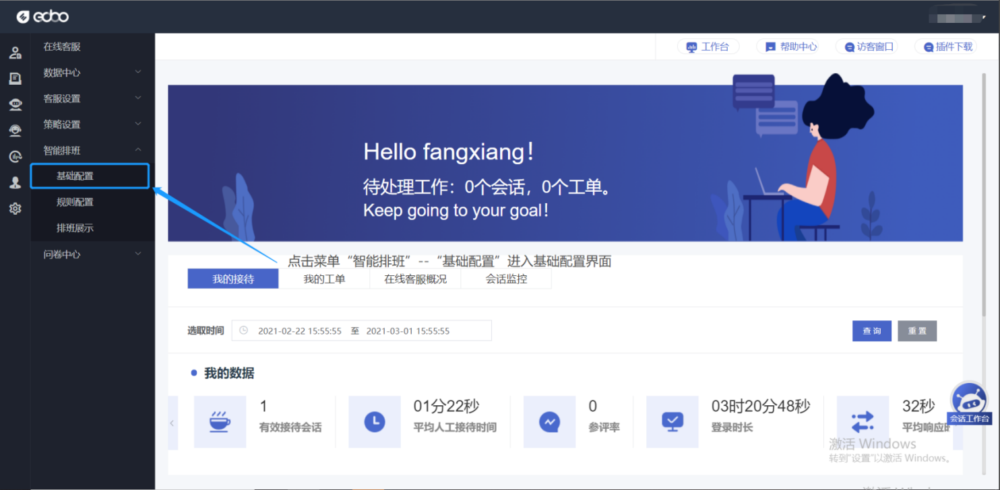 edbo
在线客服
数据中心
客服设置
策略设置
智能排班
基础配置
规则配置
排班展示
问卷中心
工作台
帮助中心
访客窗口
插件下载
Hello fangxiang！
待处理工作：0个会话，0个工单。
Keep going to your goal！
点击菜单“智能排班”--“基础配置”进入基础配置界面
我的接待
我的工单
在线客服概况
会话监控
选取时间
2021-02-22 15:55:55 至 2021-03-01 15:55:55
查询
重置
我的数据
1
有效接待会话
01分22秒
平均人工接待时间
0
参评率
03时20分48秒
登录时长
32秒
平均响应
会话工作台
激活 Windows
转到"设置"以激活 Windows。